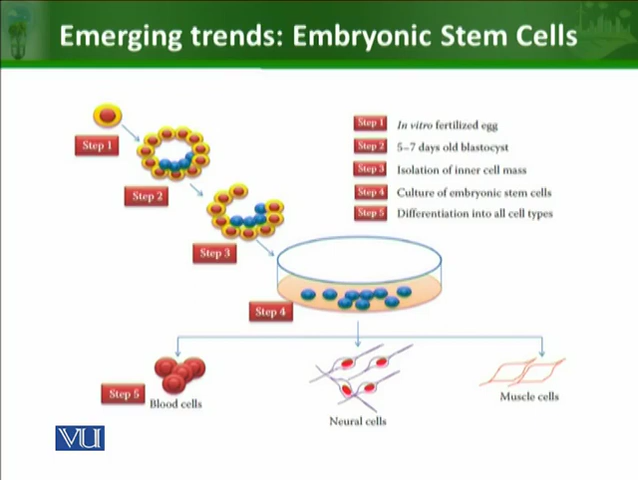 Emerging trends: Embryonic Stem Cells
Step 1
Step 2
Step 3
Step 4
Step 1 In vitro fertilized egg
Step 2 5–7 days old blastocyst
Step 3 Isolation of inner cell mass
Step 4 Culture of embryonic stem cells
Step 5 Differentiation into all cell types
Step 5
Blood cells
Neural cells
Muscle cells
VU